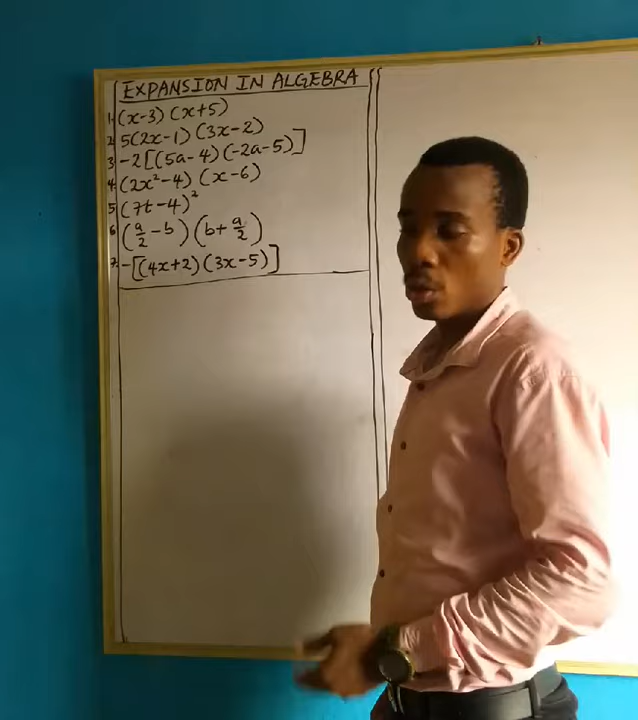 EXPANSION IN ALGEBRA
1. (x-3)(x+5)
2. 5(2x-1)(3x-2)
3. -2[(5a-4)(-2a-5)]
4. (2x²-4)(x-6)
5. (7t-4)²
6. (a/2 - b)(b + a/2)
7. -[(4x+2)(3x-5)]